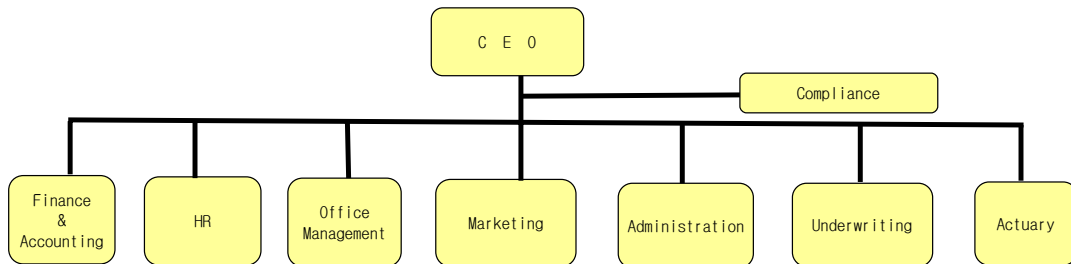 C E O
Compliance
Finance
&
Accounting
HR
Office
Management
Marketing
Administration
Underwriting
Actuary